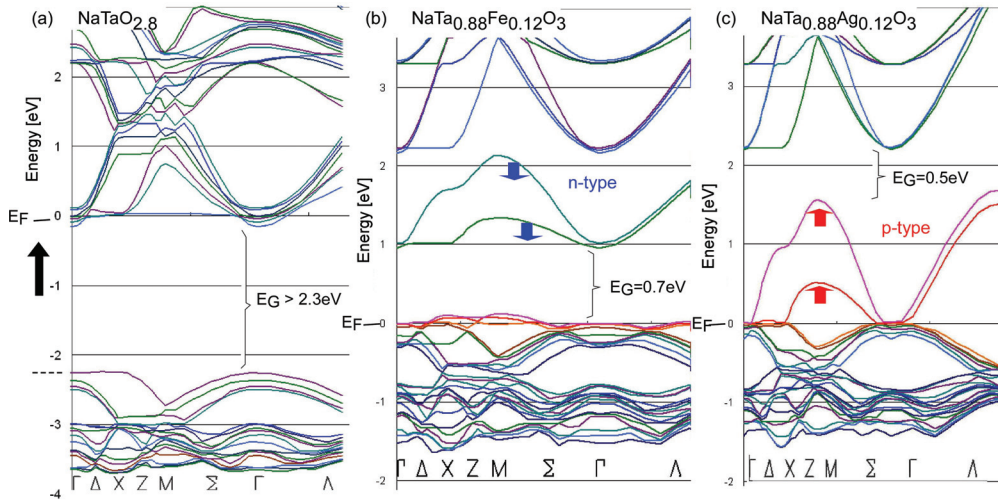 (a) NaTaO2.8
Energy [eV]
2
1
0
-1
-2
-3
-4
EF
EG > 2.3eV
Γ Δ X Z M Σ Γ Λ
(b) NaTa0.88Fe0.12O3
Energy [eV]
3
2
1
0
-1
-2
EF
n-type
EG=0.7eV
Γ Δ X Z M Σ Γ Λ
(c) NaTa0.88Ag0.12O3
Energy [eV]
3
2
1
0
-1
-2
EF
EG=0.5eV
p-type
Γ Δ X Z M Σ Γ Λ